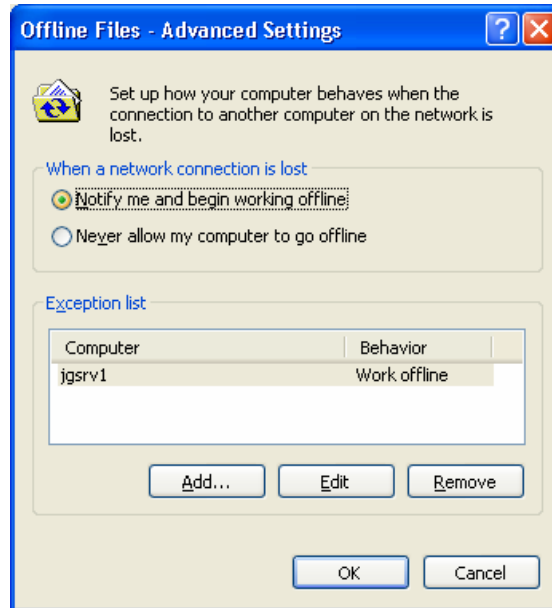 Offline Files - Advanced Settings
Set up how your computer behaves when the
connection to another computer on the network is
lost.
When a network connection is lost
Notify me and begin working offline
Never allow my computer to go offline
Exception list
Computer Behavior
jgsrv1 Work offline
Add... Edit Remove
OK Cancel